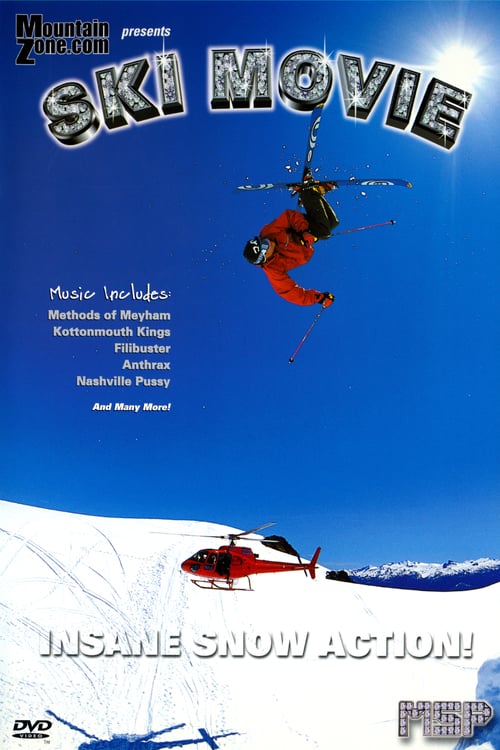 Mountain
Zone.com presents
SKI MOVIE
Music Includes:
Methods of Meyham
Kottonmouth Kings
Filibuster
Anthrax
Nashville Pussy
And Many More!
INSANE SNOW ACTION!
DVD
VIDEO
TM
MSP